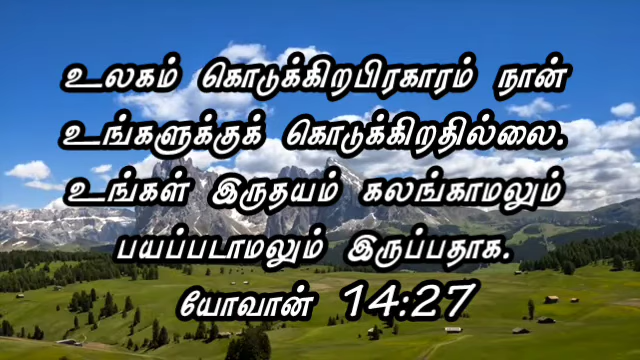 உலகம் கொடுக்கிறபிரகாரம் நான்
உங்களுக்குக் கொடுக்கிறதில்லை.
உங்கள் இருதயம் கலங்காமலும்
பயப்படாமலும் இருப்பதாக.
யோவான் 14:27